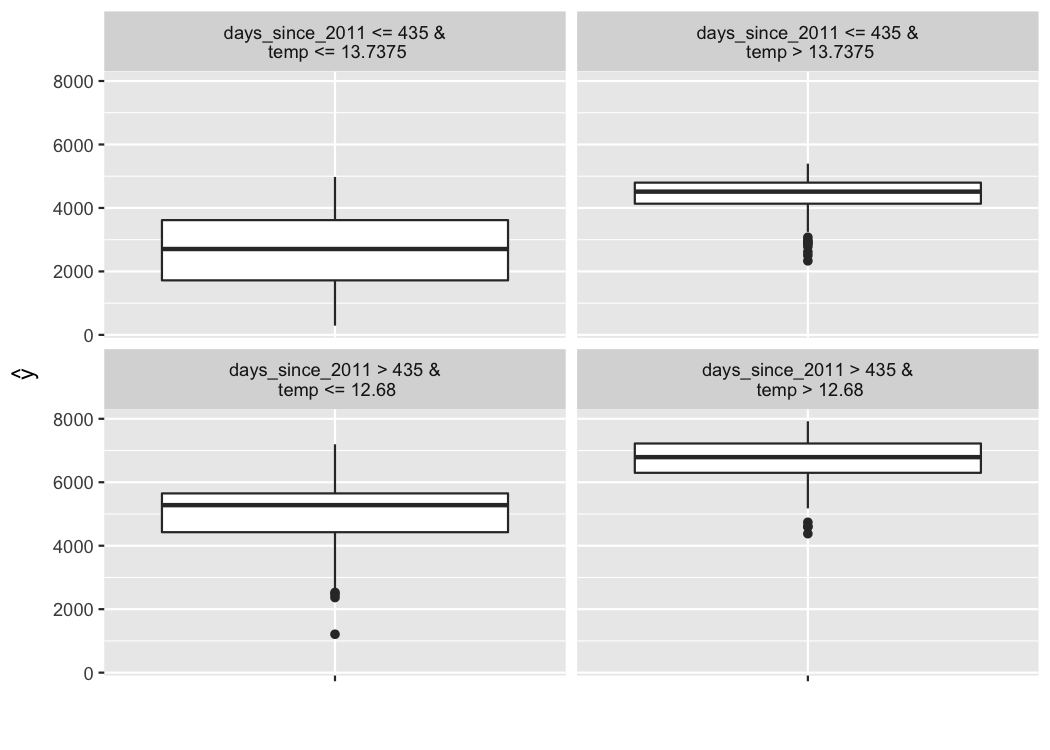 days_since_2011 <= 435 &
temp <= 13.7375
days_since_2011 <= 435 &
temp > 13.7375
8000
6000
4000
2000
0
days_since_2011 > 435 &
temp <= 12.68
days_since_2011 > 435 &
temp > 12.68
8000
6000
4000
2000
0
ŷ